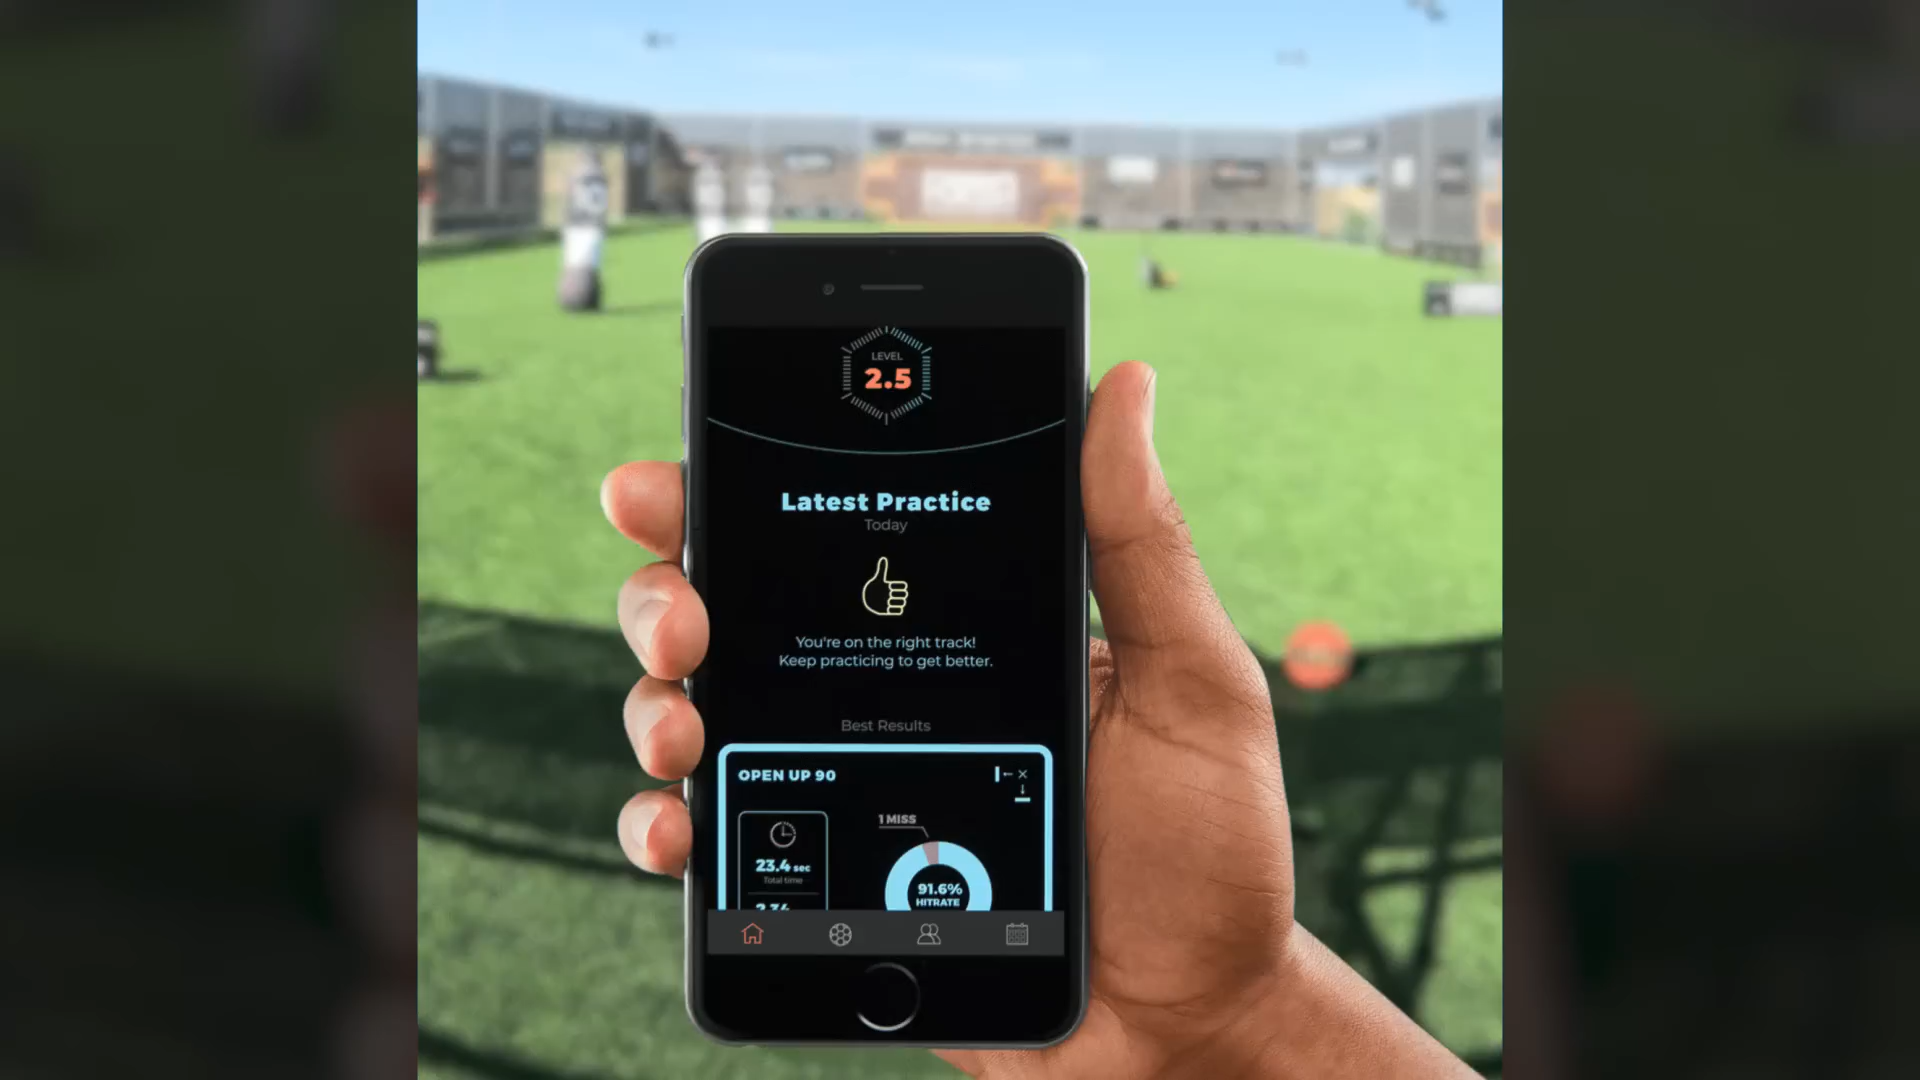 LEVEL
2.5
Latest Practice
Today
You're on the right track!
Keep practicing to get better.
Best Results
OPEN UP 90
1 MISS
23.4 sec
Total time
91.6%
HITRATE